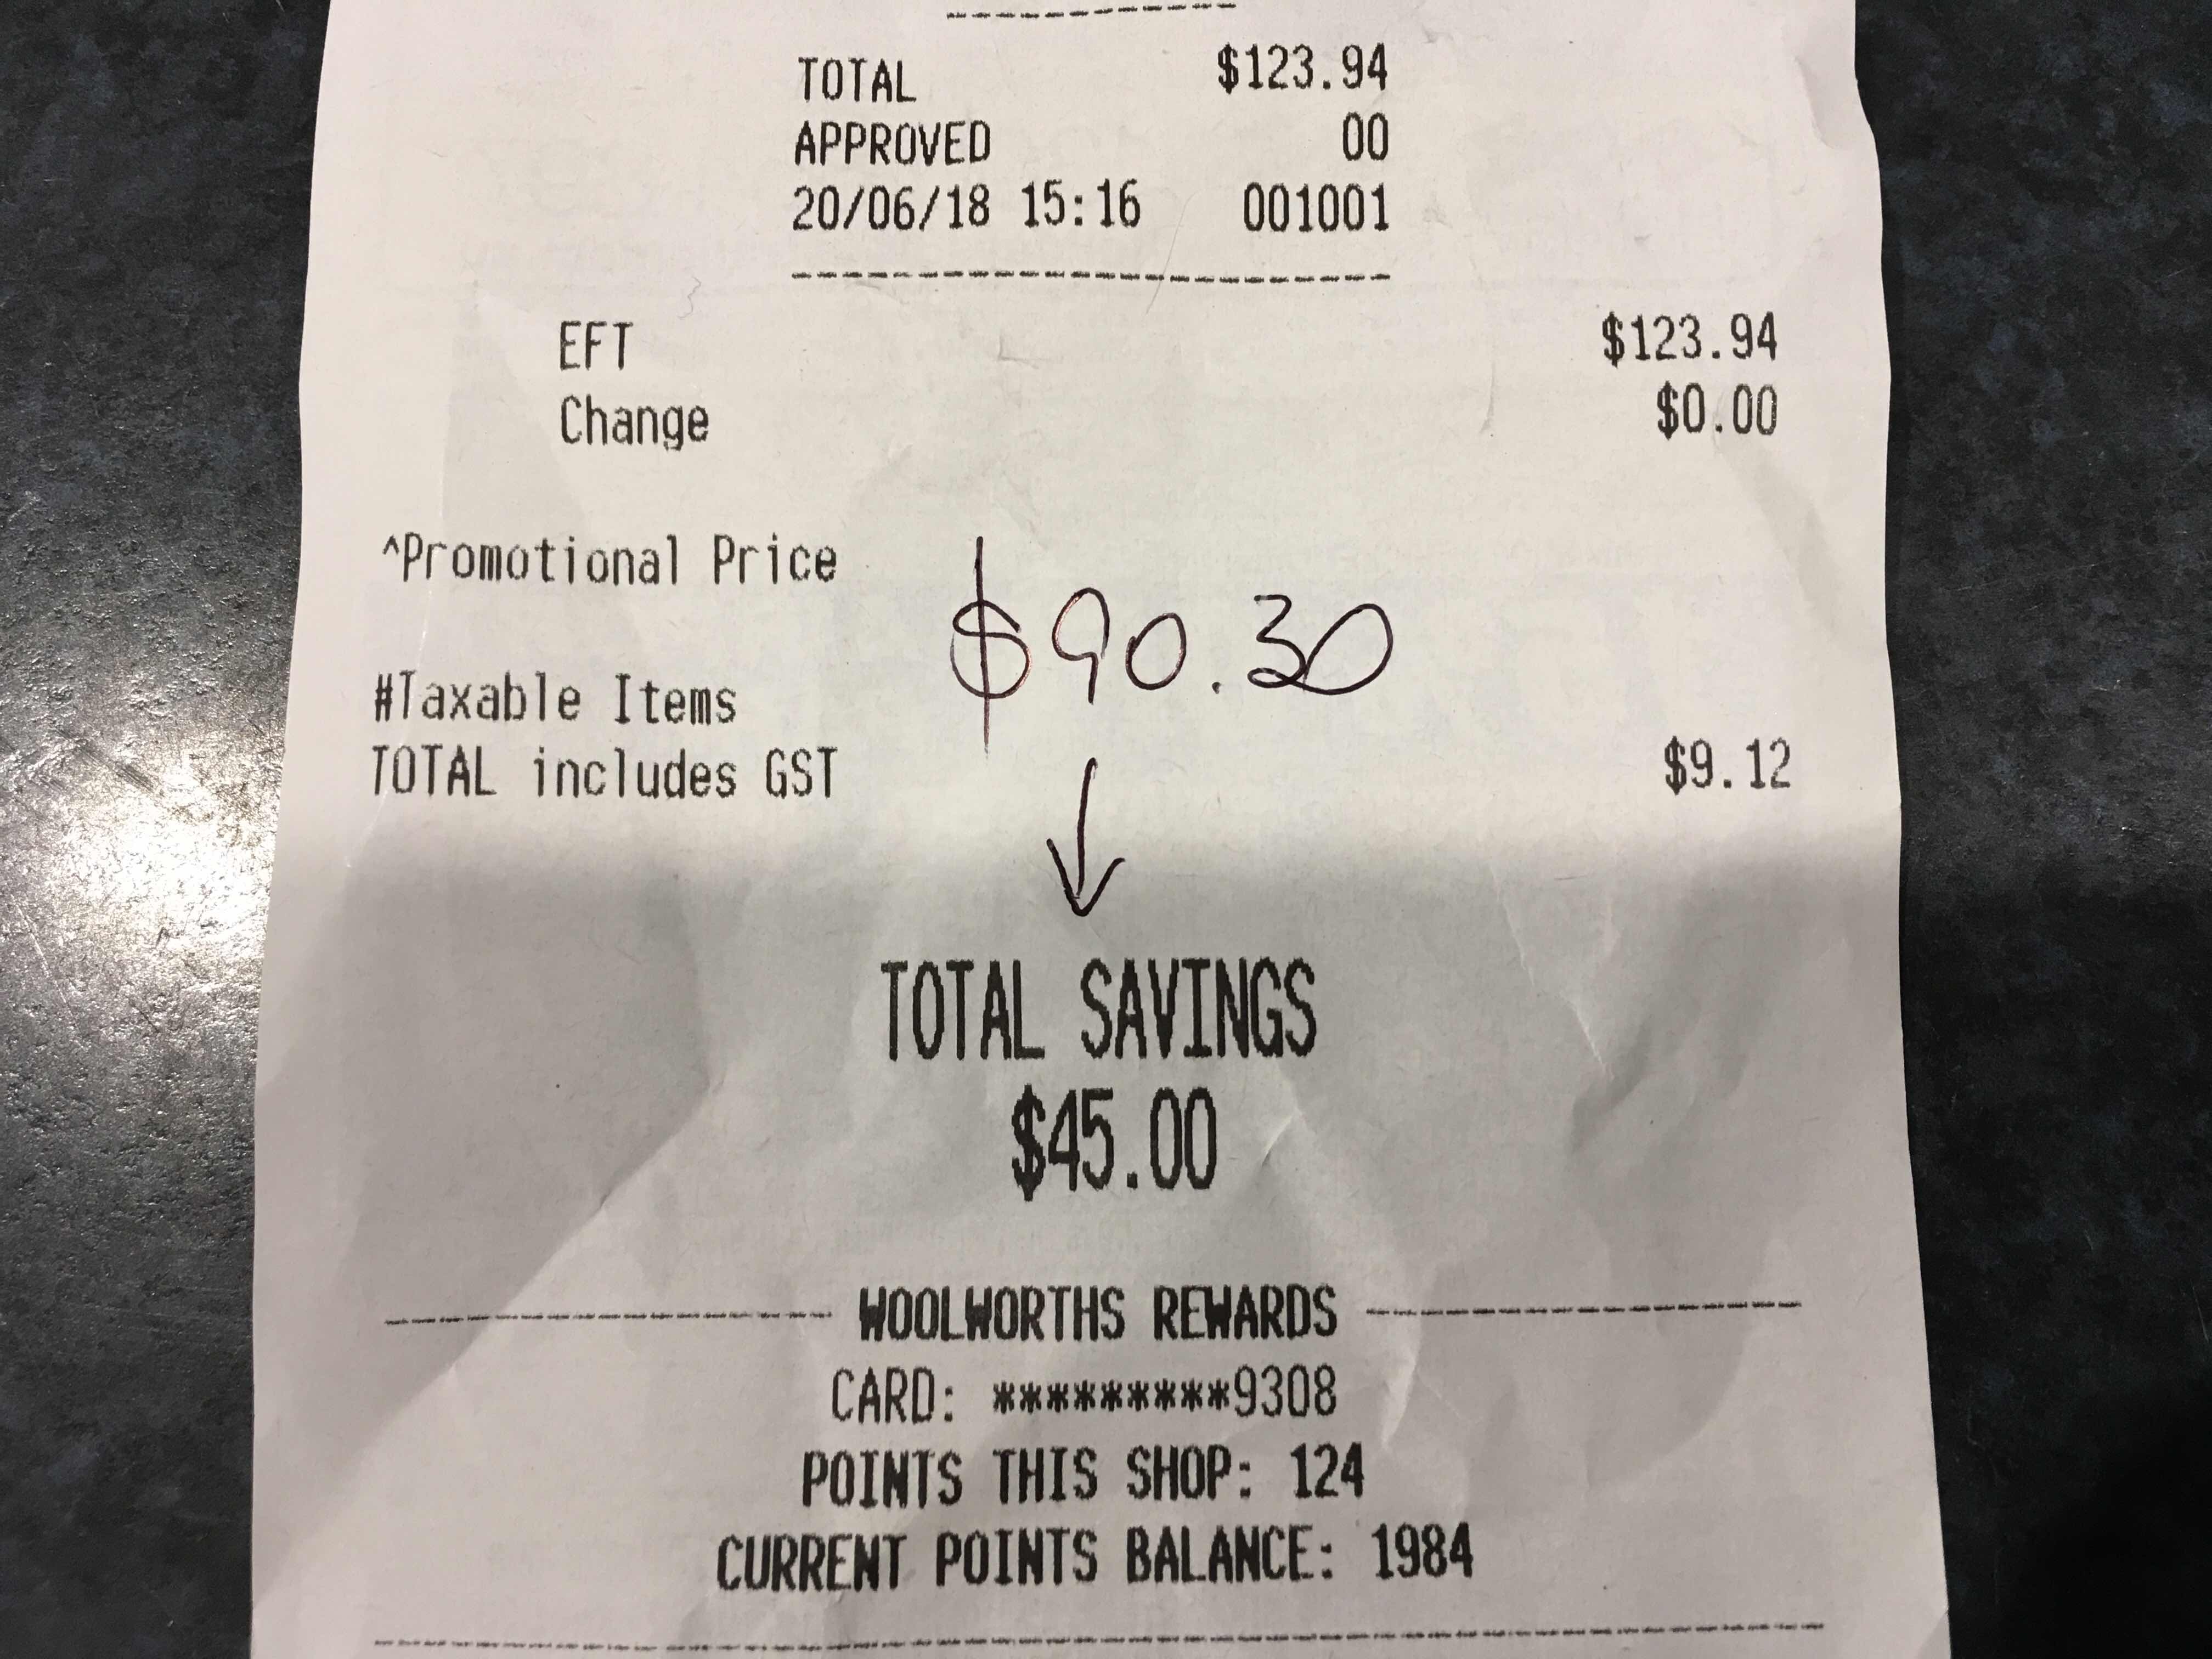 TOTAL $123.94
APPROVED 00
20/06/18 15:16 001001
EFT $123.94
Change $0.00
^Promotional Price
$90.30
#Taxable Items
TOTAL includes GST $9.12
TOTAL SAVINGS
$45.00
WOOLWORTHS REWARDS
CARD: *********9308
POINTS THIS SHOP: 124
CURRENT POINTS BALANCE: 1984